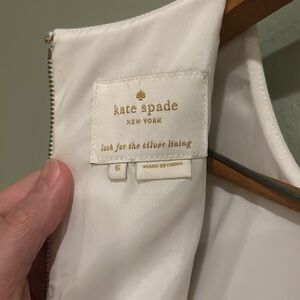 kate spade
NEW YORK
look for the silver lining
6
MADE IN CHINA